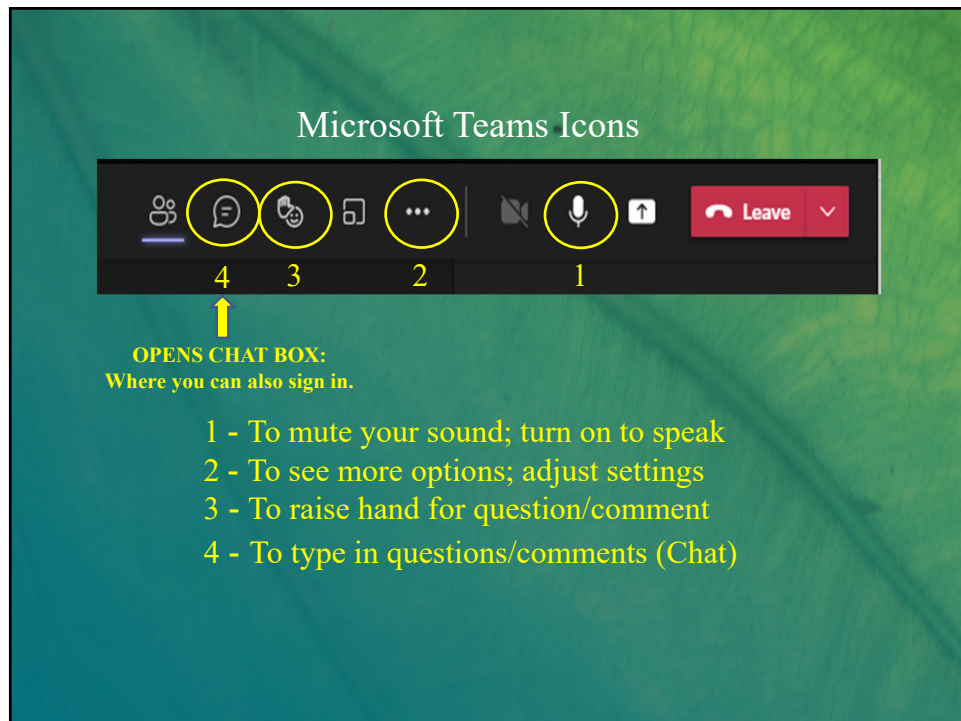 Microsoft Teams Icons
Leave
4 3 2 1
OPENS CHAT BOX:
Where you can also sign in.
1 - To mute your sound; turn on to speak
2 - To see more options; adjust settings
3 - To raise hand for question/comment
4 - To type in questions/comments (Chat)